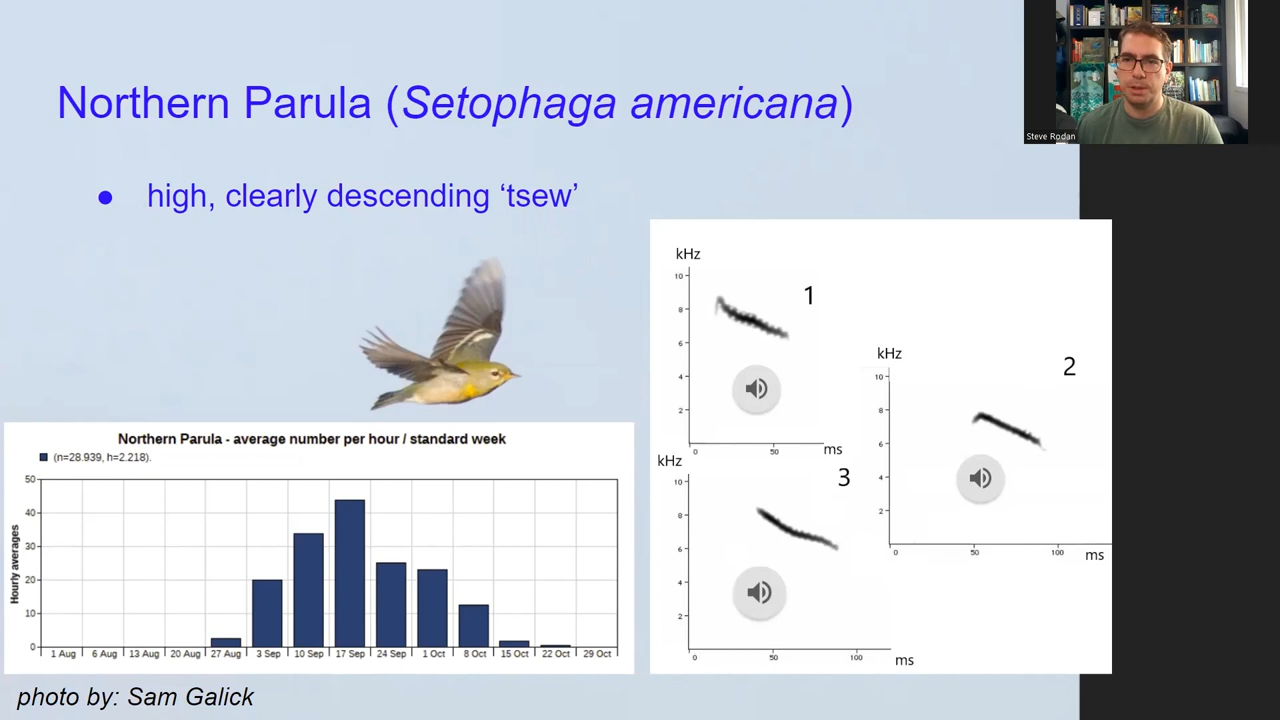 Northern Parula (Setophaga americana)
Steve Rodan
● high, clearly descending ‘tsew’
kHz
10
8
6
4
2
0
50
ms
1
kHz
10
8
6
4
2
0
50
100
ms
2
kHz
10
8
6
4
2
0
50
100
ms
3
Northern Parula - average number per hour / standard week
(n=28.939, h=2.218).
Hourly averages
50
40
30
20
10
0
1 Aug 6 Aug 13 Aug 20 Aug 27 Aug 3 Sep 10 Sep 17 Sep 24 Sep 1 Oct 8 Oct 15 Oct 22 Oct 29 Oct
photo by: Sam Galick